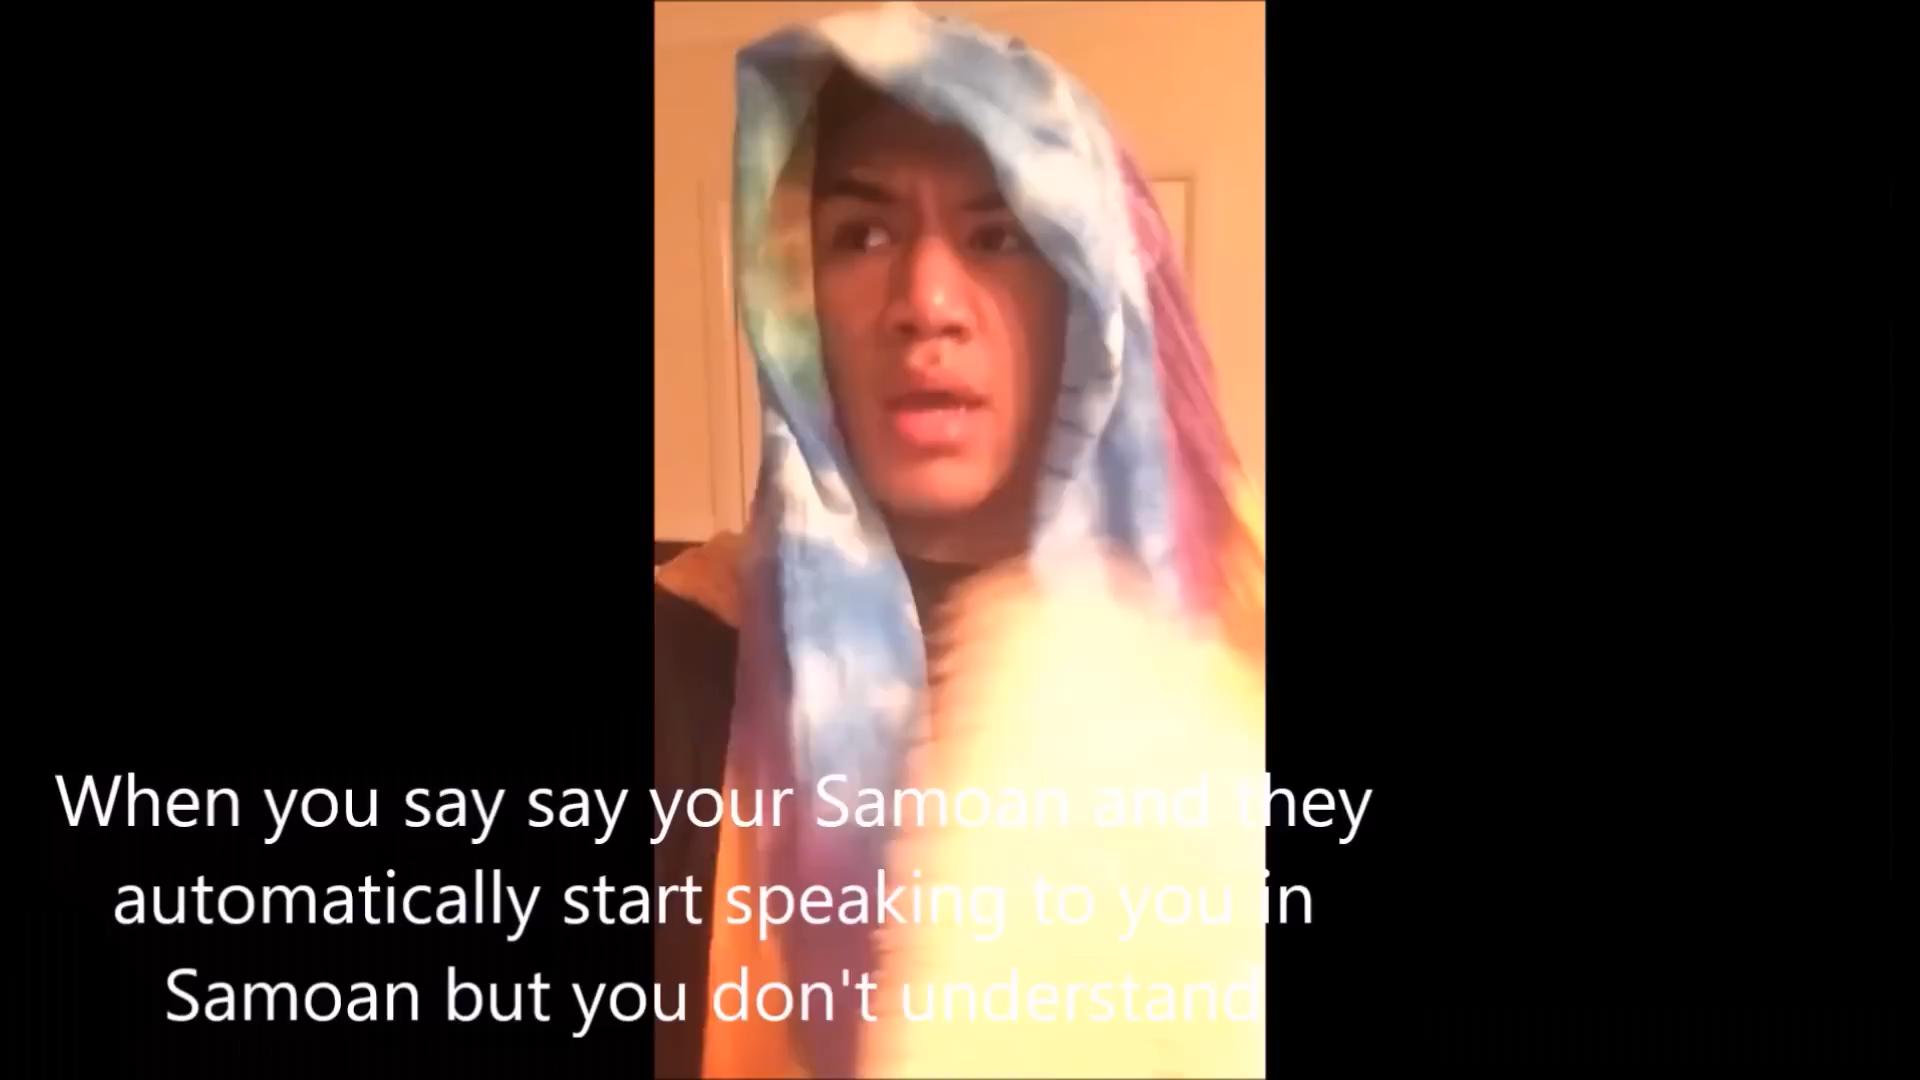 When you say say your Samoan and they
automatically start speaking to you in
Samoan but you don't understand